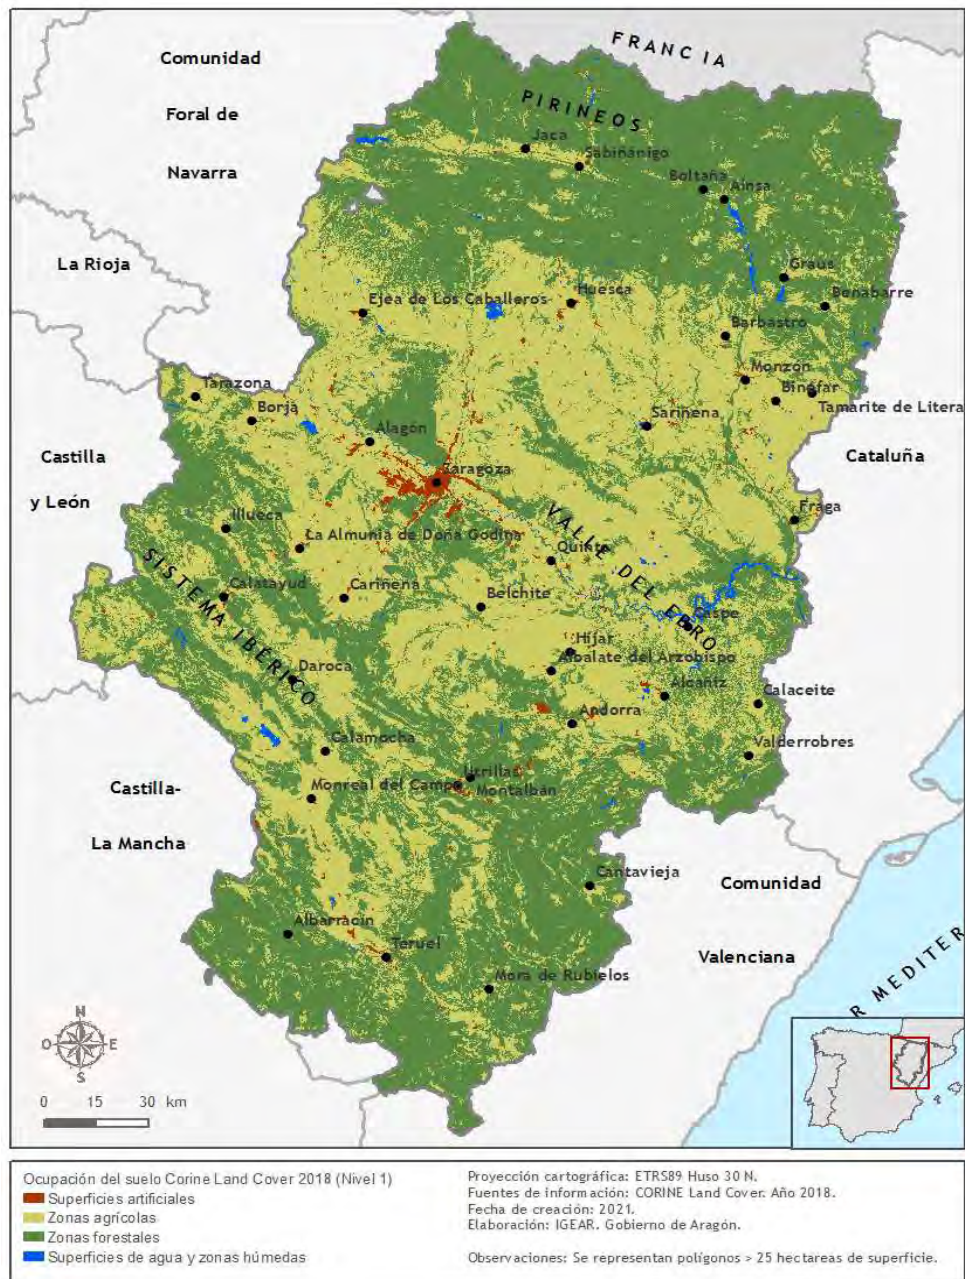 FRANCIA
Comunidad
Foral de
Navarra
PIRINEOS
Jaca
Sabiñánigo
Boltaña
Aínsa
La Rioja
Graus
Benabarre
Ejea de Los Caballeros
Huesca
Barbastro
Monzón
Binéfar
Tamarite de Litera
Tarazona
Borja
Alagón
Sariñena
Castilla
y León
Zaragoza
Cataluña
Fraga
Illueca
La Almunia de Doña Godina
VALLE DEL EBRO
Quinto
SISTEMA IBÉRICO
Calatayud
Cariñena
Belchite
Caspe
Híjar
Albalate del Arzobispo
Daroca
Alcañiz
Calaceite
Andorra
Calamocha
Valderrobres
Utrillas
Montalbán
Monreal del Campo
Castilla-
La Mancha
Cantavieja
Comunidad
Valenciana
Albarracín
Teruel
Mora de Rubielos
R MEDITER
N
O E
S
0 15 30 km
Ocupación del suelo Corine Land Cover 2018 (Nivel 1)
Superficies artificiales
Zonas agrícolas
Zonas forestales
Superficies de agua y zonas húmedas
Proyección cartográfica: ETRS89 Huso 30 N.
Fuentes de información: CORINE Land Cover. Año 2018.
Fecha de creación: 2021.
Elaboración: IGEAR. Gobierno de Aragón.
Observaciones: Se representan polígonos > 25 hectareas de superficie.